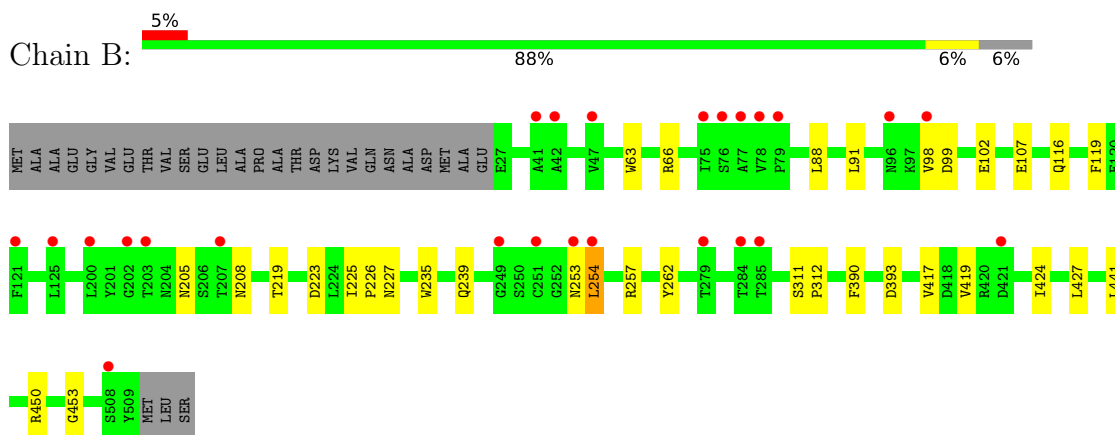 5%
Chain B:
88% 6% 6%
MET ALA ALA GLU GLY VAL GLU THR VAL SER GLU LEU ALA PRO ALA THR ASP LYS VAL GLN ASN ALA ASP MET ALA GLU E27 A41 A42 V47 W63 R66 I75 S76 A77 V78 P79 L88 L91 N96 K97 V98 D99 E102 E107 Q116 F119 E120
F121 L125 L200 Y201 G202 T203 N204 N205 S206 T207 N208 T219 D223 L224 I225 P226 N227 W235 Q239 G249 S250 C251 G252 N253 L254 R257 Y262 T279 T284 T285 S311 P312 F390 D393 V417 D418 V419 R420 D421 I424 L427 L441
R450 G453 S508 Y509 MET LEU SER